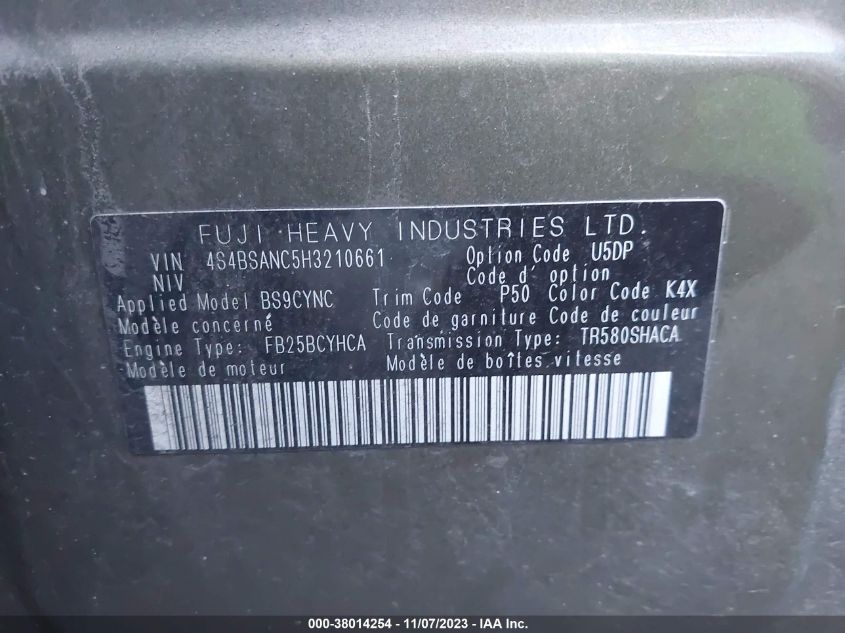 FUJI HEAVY INDUSTRIES LTD.
VIN 4S4BSANC5H3210661 Option Code U5DP
NIV Code d' option
Applied Model BS9CYNC Trim Code P50 Color Code K4X
Modèle concerné Code de garniture Code de couleur
Engine Type: FB25BCYHCA Transmission Type: TR580SHACA
Modèle de moteur Modèle de boîtes vitesse
000-38014254 - 11/07/2023 - IAA, Inc.